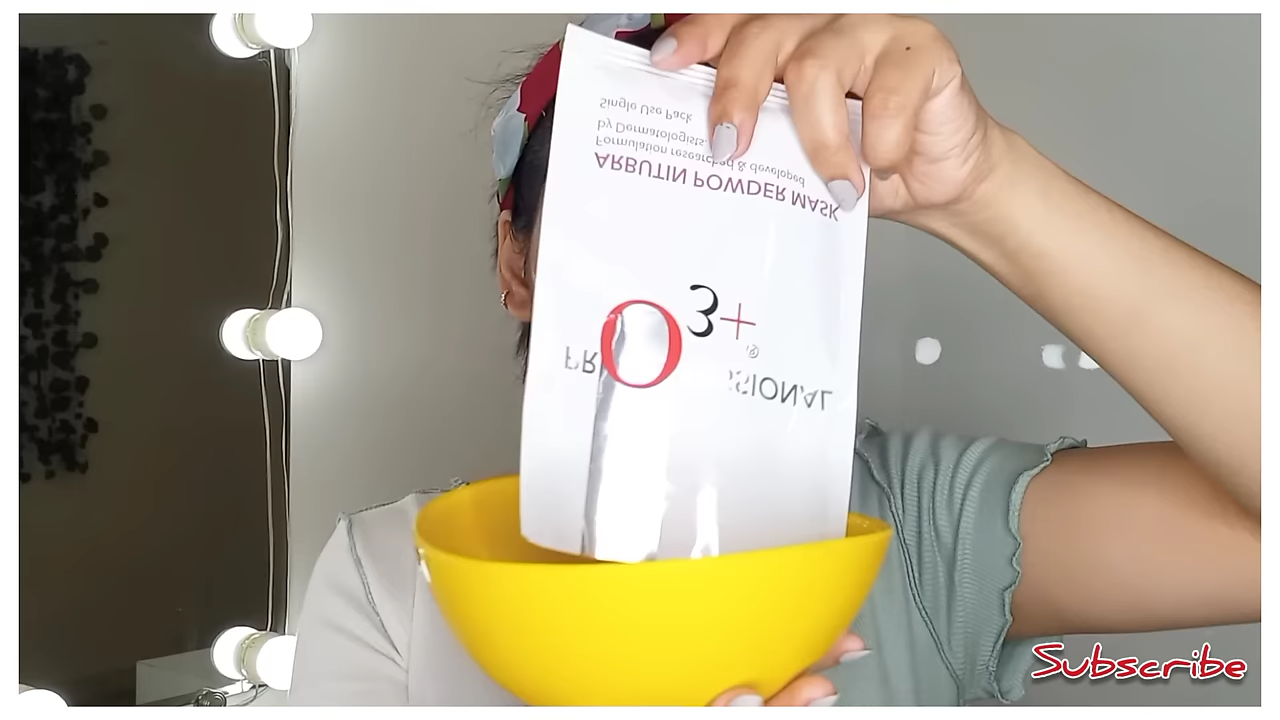 O3+
ARBUTIN POWDER MASK
Formulation researched & developed
by Dermatologists.
Single Use Pack
Subscribe